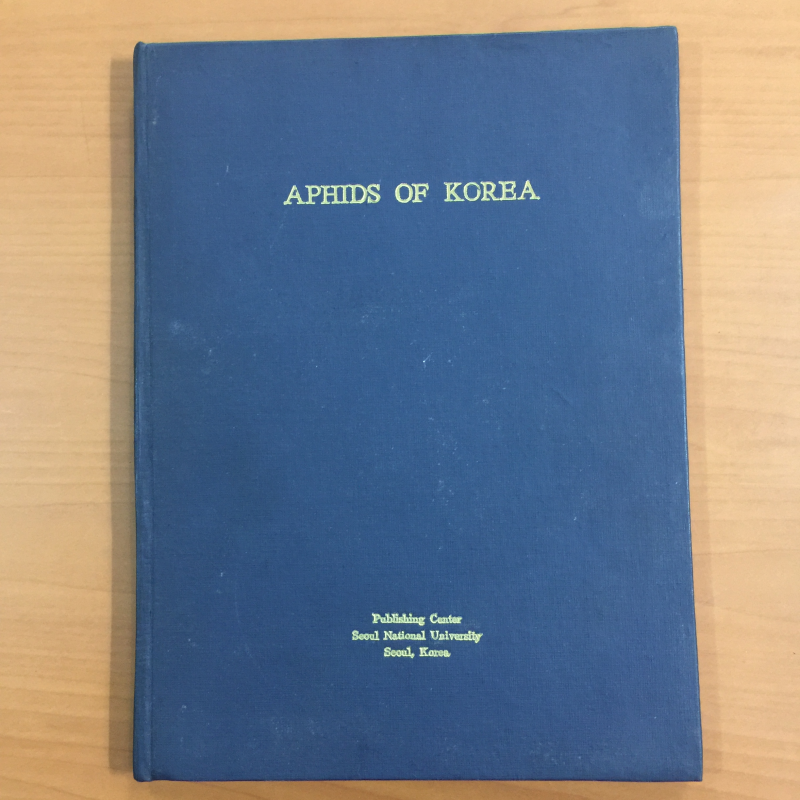 APHIDS OF KOREA
Publishing Center
Seoul National University
Seoul, Korea